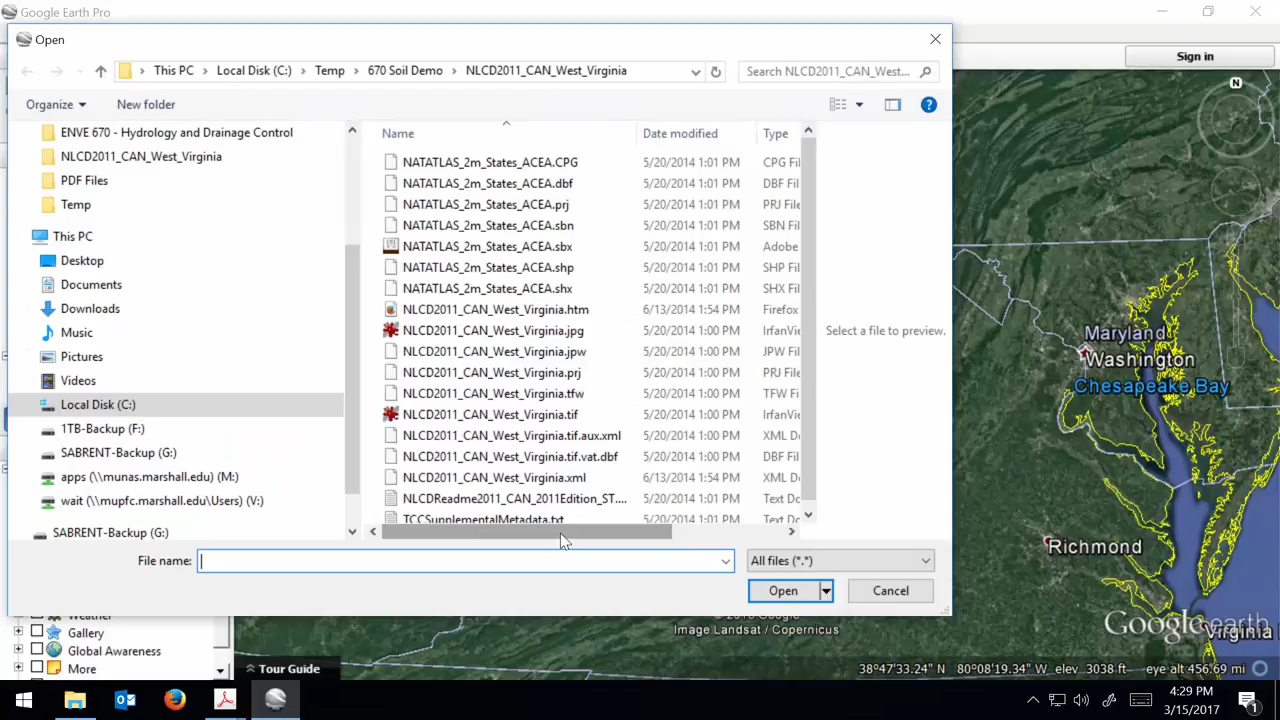 Google Earth Pro
Open
Sign in
This PC > Local Disk (C:) > Temp > 670 Soil Demo > NLCD2011_CAN_West_Virginia
Search NLCD2011_CAN_West...
Organize
New folder
ENVE 670 - Hydrology and Drainage Control
NLCD2011_CAN_West_Virginia
PDF Files
Temp
This PC
Desktop
Documents
Downloads
Music
Pictures
Videos
Local Disk (C:)
1TB-Backup (F:)
SABRENT-Backup (G:)
apps (\\munas.marshall.edu) (M:)
wait (\\mupfc.marshall.edu\Users) (V:)
SABRENT-Backup (G:)
Name Date modified Type
NATATLAS_2m_States_ACEA.CPG 5/20/2014 1:01 PM CPG Fil
NATATLAS_2m_States_ACEA.dbf 5/20/2014 1:01 PM DBF Fil
NATATLAS_2m_States_ACEA.prj 5/20/2014 1:01 PM PRJ File
NATATLAS_2m_States_ACEA.sbn 5/20/2014 1:01 PM SBN Fil
NATATLAS_2m_States_ACEA.sbx 5/20/2014 1:01 PM Adobe
NATATLAS_2m_States_ACEA.shp 5/20/2014 1:01 PM SHP Fil
NATATLAS_2m_States_ACEA.shx 5/20/2014 1:01 PM SHX Fil
NLCD2011_CAN_West_Virginia.htm 6/13/2014 1:54 PM Firefox
NLCD2011_CAN_West_Virginia.jpg 5/20/2014 1:00 PM IrfanVie
NLCD2011_CAN_West_Virginia.jpw 5/20/2014 1:00 PM JPW Fil
NLCD2011_CAN_West_Virginia.prj 5/20/2014 1:00 PM PRJ File
NLCD2011_CAN_West_Virginia.tfw 5/20/2014 1:00 PM TFW Fil
NLCD2011_CAN_West_Virginia.tif 5/20/2014 1:00 PM IrfanVie
NLCD2011_CAN_West_Virginia.tif.aux.xml 5/20/2014 1:00 PM XML Do
NLCD2011_CAN_West_Virginia.tif.vat.dbf 5/20/2014 1:00 PM DBF Fil
NLCD2011_CAN_West_Virginia.xml 6/13/2014 1:54 PM XML Do
NLCDReadme2011_CAN_2011Edition_ST.... 5/20/2014 1:01 PM Text Do
TCCSupplementalMetadata.txt 5/20/2014 1:01 PM Text Do
Select a file to preview.
File name:
All files (*.*)
Open
Cancel
N
Maryland
Washington
Chesapeake Bay
Richmond
Virginia
Google earth
Weather
Gallery
Global Awareness
More
Image Landsat / Copernicus
Tour Guide
38°47'33.24" N 80°08'19.34" W elev 3038 ft eye alt 456.69 mi
4:29 PM
3/15/2017
1